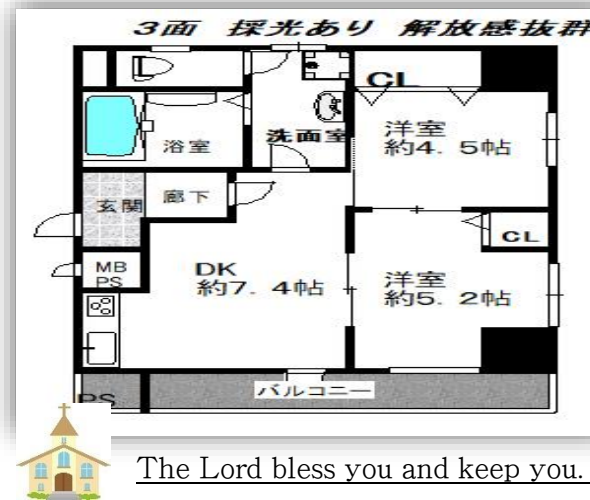 3面 採光あり 解放感抜群
CL
洗面室
洋室
約4.5帖
浴室
玄関
廊下
CL
MB
PS
DK
約7.4帖
洋室
約5.2帖
バルコニー
PS
The Lord bless you and keep you.